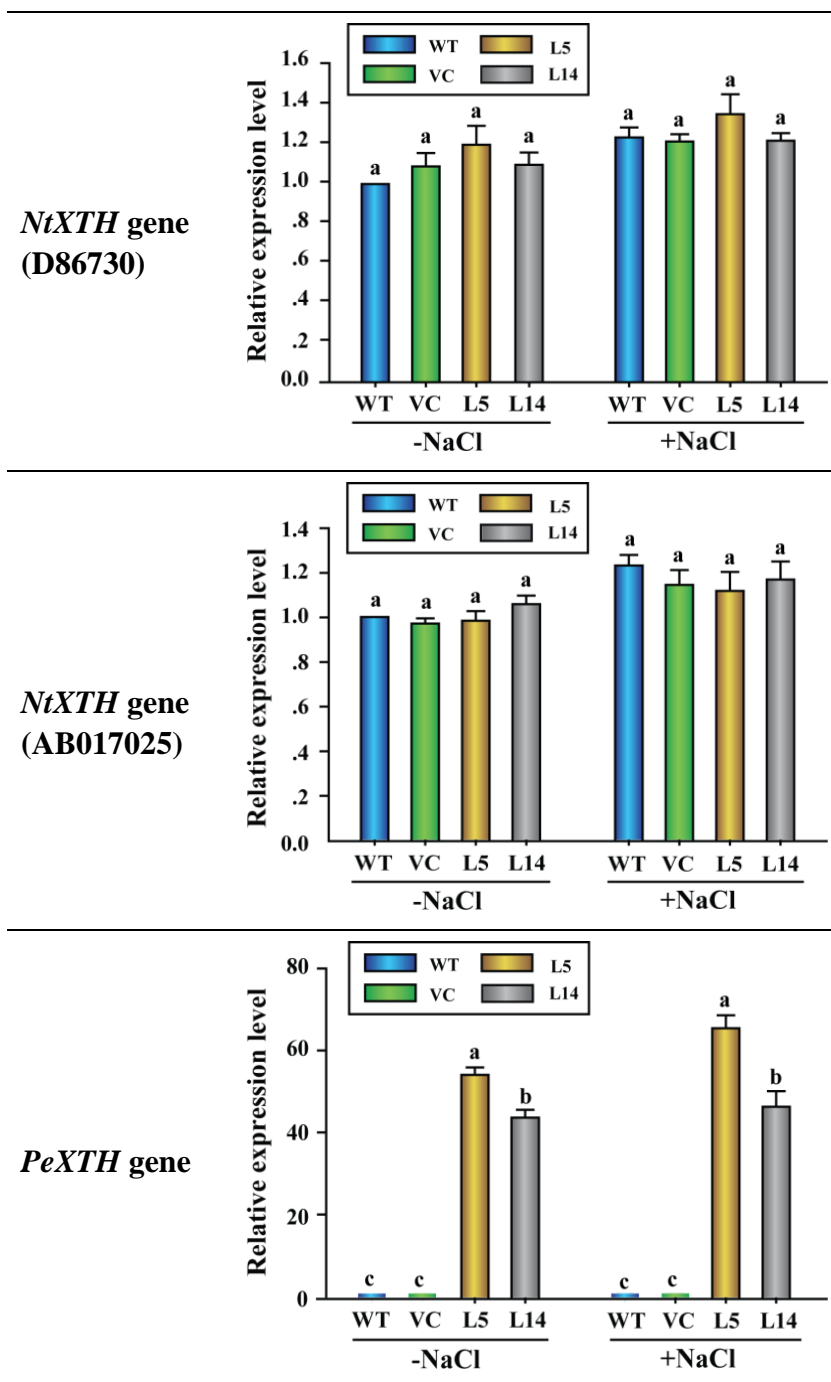 WT L5
VC L14
Relative expression level
1.6
1.4
1.2
1.0
.8
.6
.4
.2
0.0
a a a a a a a a
WT VC L5 L14 WT VC L5 L14
-NaCl +NaCl
NtXTH gene
(D86730)
WT L5
VC L14
Relative expression level
1.4
1.2
1.0
.8
.6
.4
.2
0.0
a a a a a a a a
WT VC L5 L14 WT VC L5 L14
-NaCl +NaCl
NtXTH gene
(AB017025)
WT L5
VC L14
Relative expression level
80
60
40
20
0
c c a b c c a b
WT VC L5 L14 WT VC L5 L14
-NaCl +NaCl
PeXTH gene